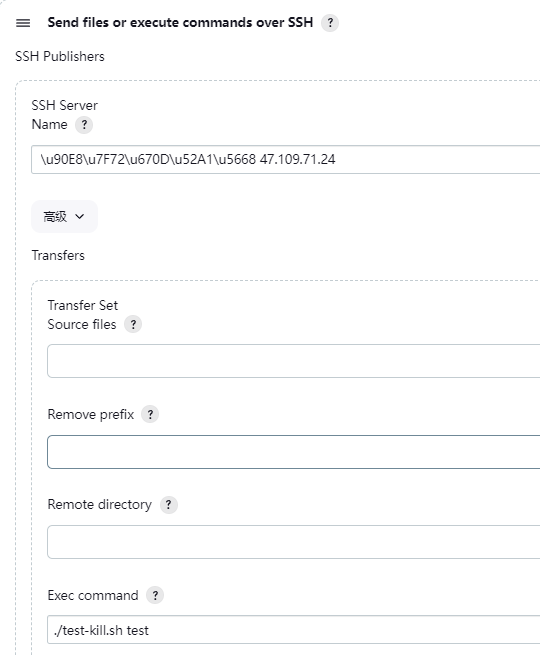 Send files or execute commands over SSH ?
SSH Publishers
SSH Server
Name ?
\u90E8\u7F72\u670D\u52A1\u5668 47.109.71.24
高级
Transfers
Transfer Set
Source files ?
Remove prefix ?
Remote directory ?
Exec command ?
./test-kill.sh test